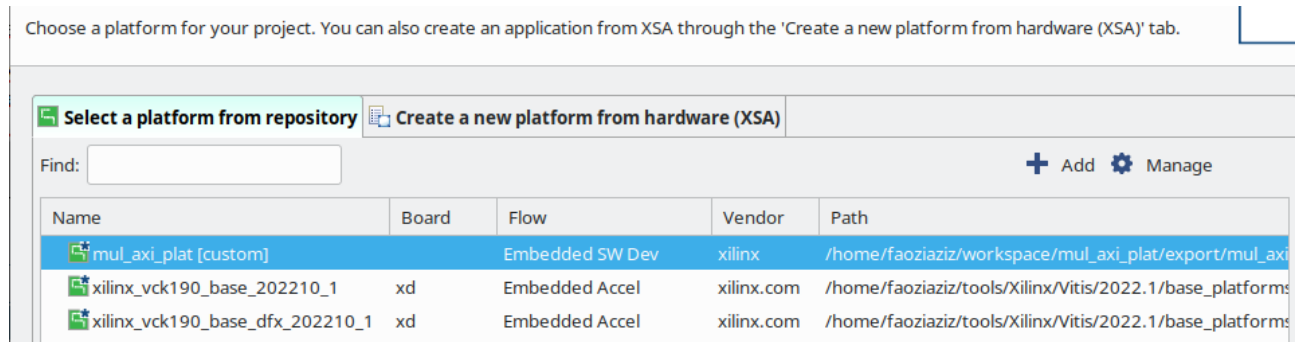 Choose a platform for your project. You can also create an application from XSA through the 'Create a new platform from hardware (XSA)' tab.
Select a platform from repository Create a new platform from hardware (XSA)
Find: Add Manage
Name Board Flow Vendor Path
mul_axi_plat [custom] Embedded SW Dev xilinx /home/faoziaziz/workspace/mul_axi_plat/export/mul_axi
xilinx_vck190_base_202210_1 xd Embedded Accel xilinx.com /home/faoziaziz/tools/Xilinx/Vitis/2022.1/base_platforms
xilinx_vck190_base_dfx_202210_1 xd Embedded Accel xilinx.com /home/faoziaziz/tools/Xilinx/Vitis/2022.1/base_platforms